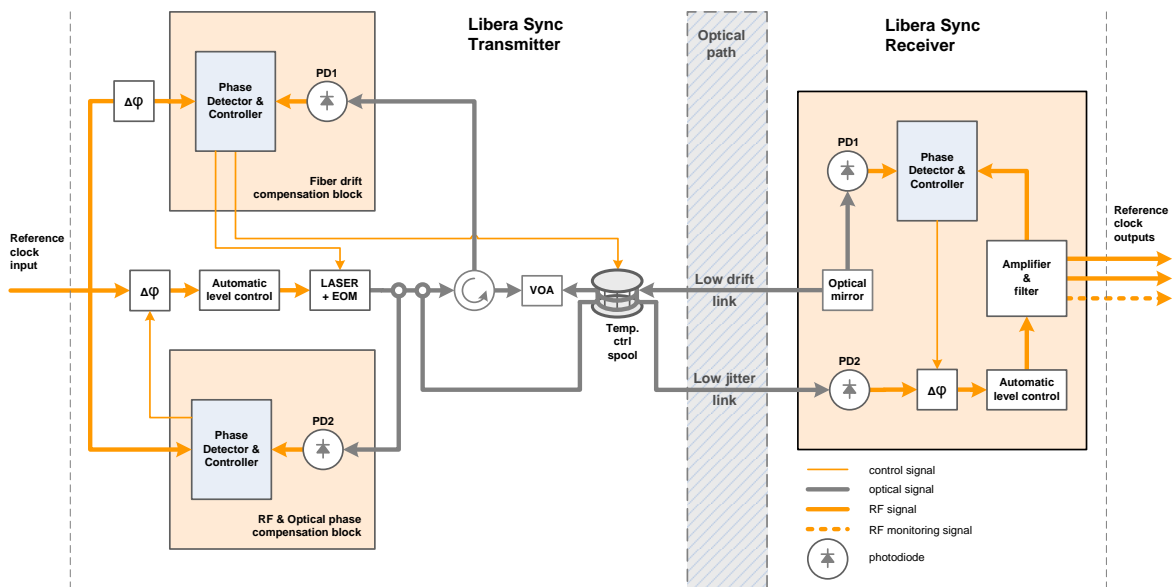 Libera Sync
Transmitter
Optical
path
Libera Sync
Receiver
Phase
Detector &
Controller
PD1
Δφ
Fiber drift
compensation block
Reference
clock
input
Δφ
Automatic
level control
LASER
+ EOM
VOA
Temp.
ctrl
spool
Low drift
link
Low jitter
link
Phase
Detector &
Controller
PD2
RF & Optical phase
compensation block
PD1
Phase
Detector &
Controller
Optical
mirror
Amplifier
&
filter
Reference
clock
outputs
PD2
Δφ
Automatic
level control
control signal
optical signal
RF signal
RF monitoring signal
photodiode